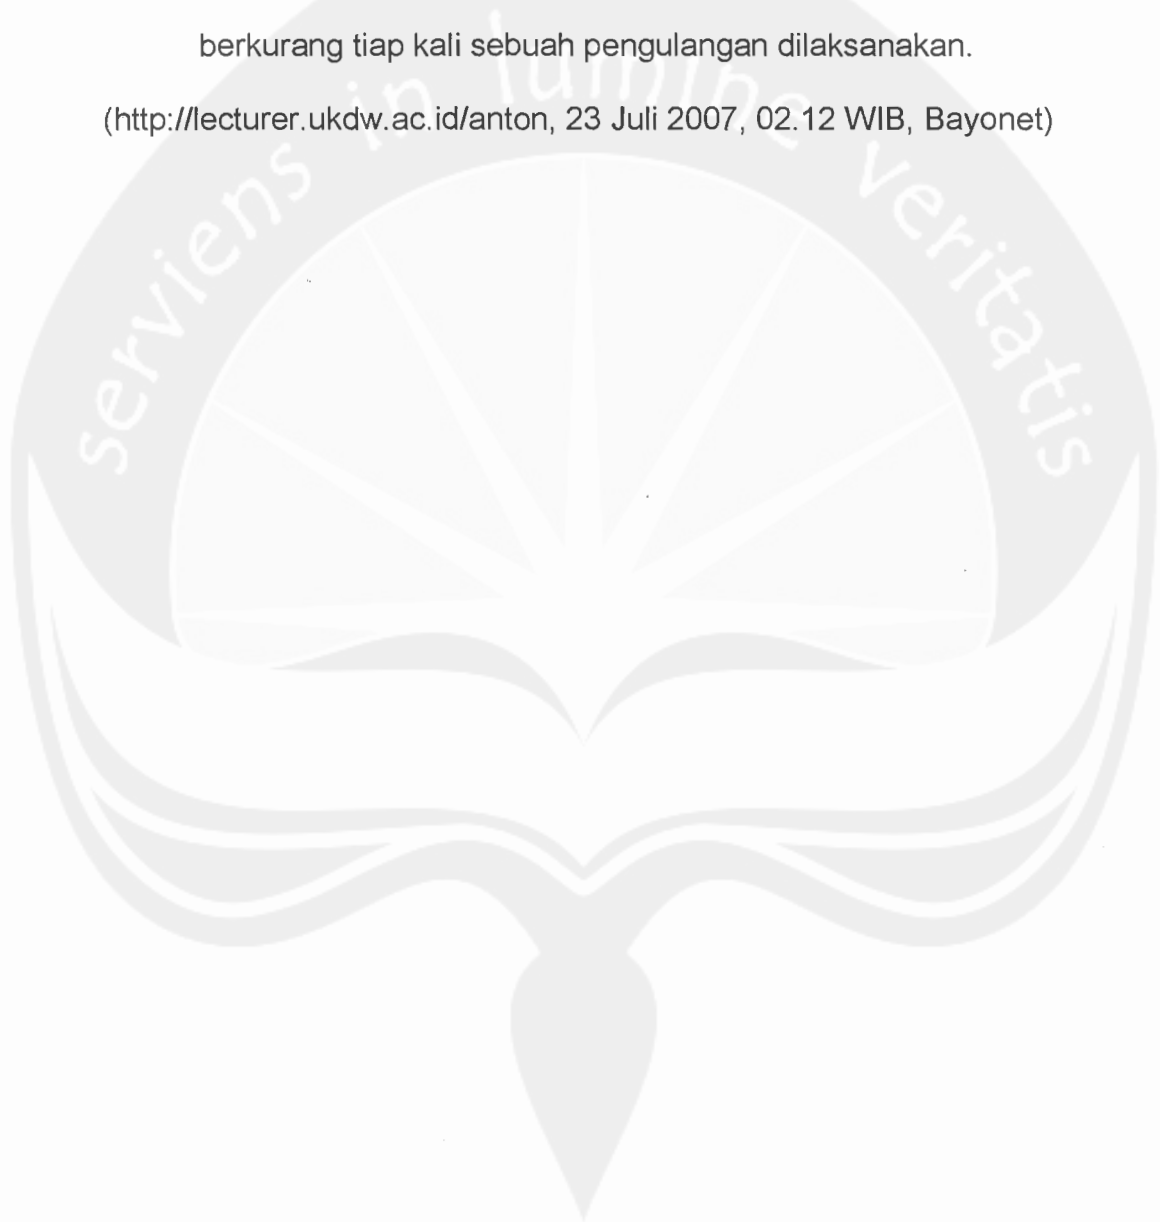 berkurang tiap kali sebuah pengulangan dilaksanakan.
(http://lecturer.ukdw.ac.id/anton, 23 Juli 2007, 02.12 WIB, Bayonet)
serviens in lumine veritatis